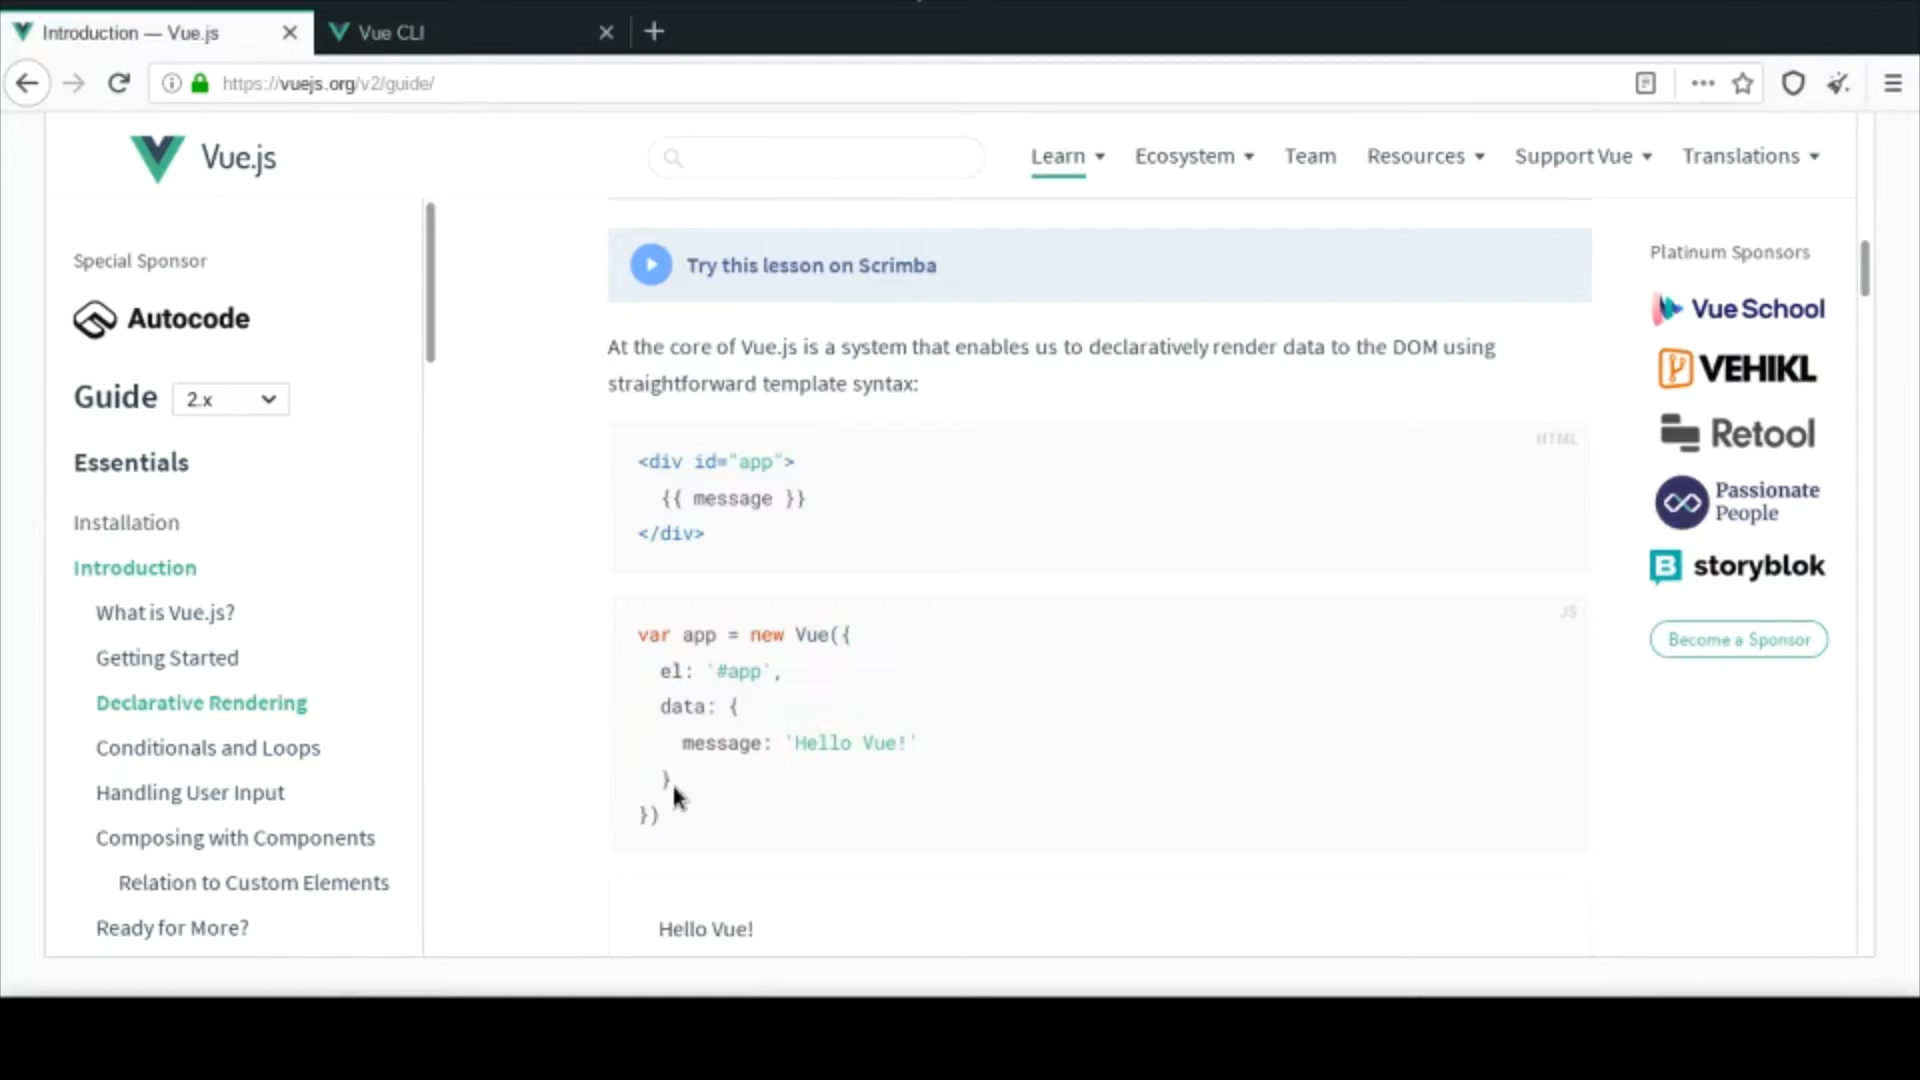 Introduction — Vue.js
Vue CLI
https://vuejs.org/v2/guide/
Vue.js
Learn
Ecosystem
Team
Resources
Support Vue
Translations
Special Sponsor
Autocode
Guide
2.x
Essentials
Installation
Introduction
What is Vue.js?
Getting Started
Declarative Rendering
Conditionals and Loops
Handling User Input
Composing with Components
Relation to Custom Elements
Ready for More?
Try this lesson on Scrimba
At the core of Vue.js is a system that enables us to declaratively render data to the DOM using
straightforward template syntax:
HTML
<div id="app">
{{ message }}
</div>
JS
var app = new Vue({
el: '#app',
data: {
message: 'Hello Vue!'
}
})
Hello Vue!
Platinum Sponsors
Vue School
VEHIKL
Retool
Passionate
People
storyblok
Become a Sponsor